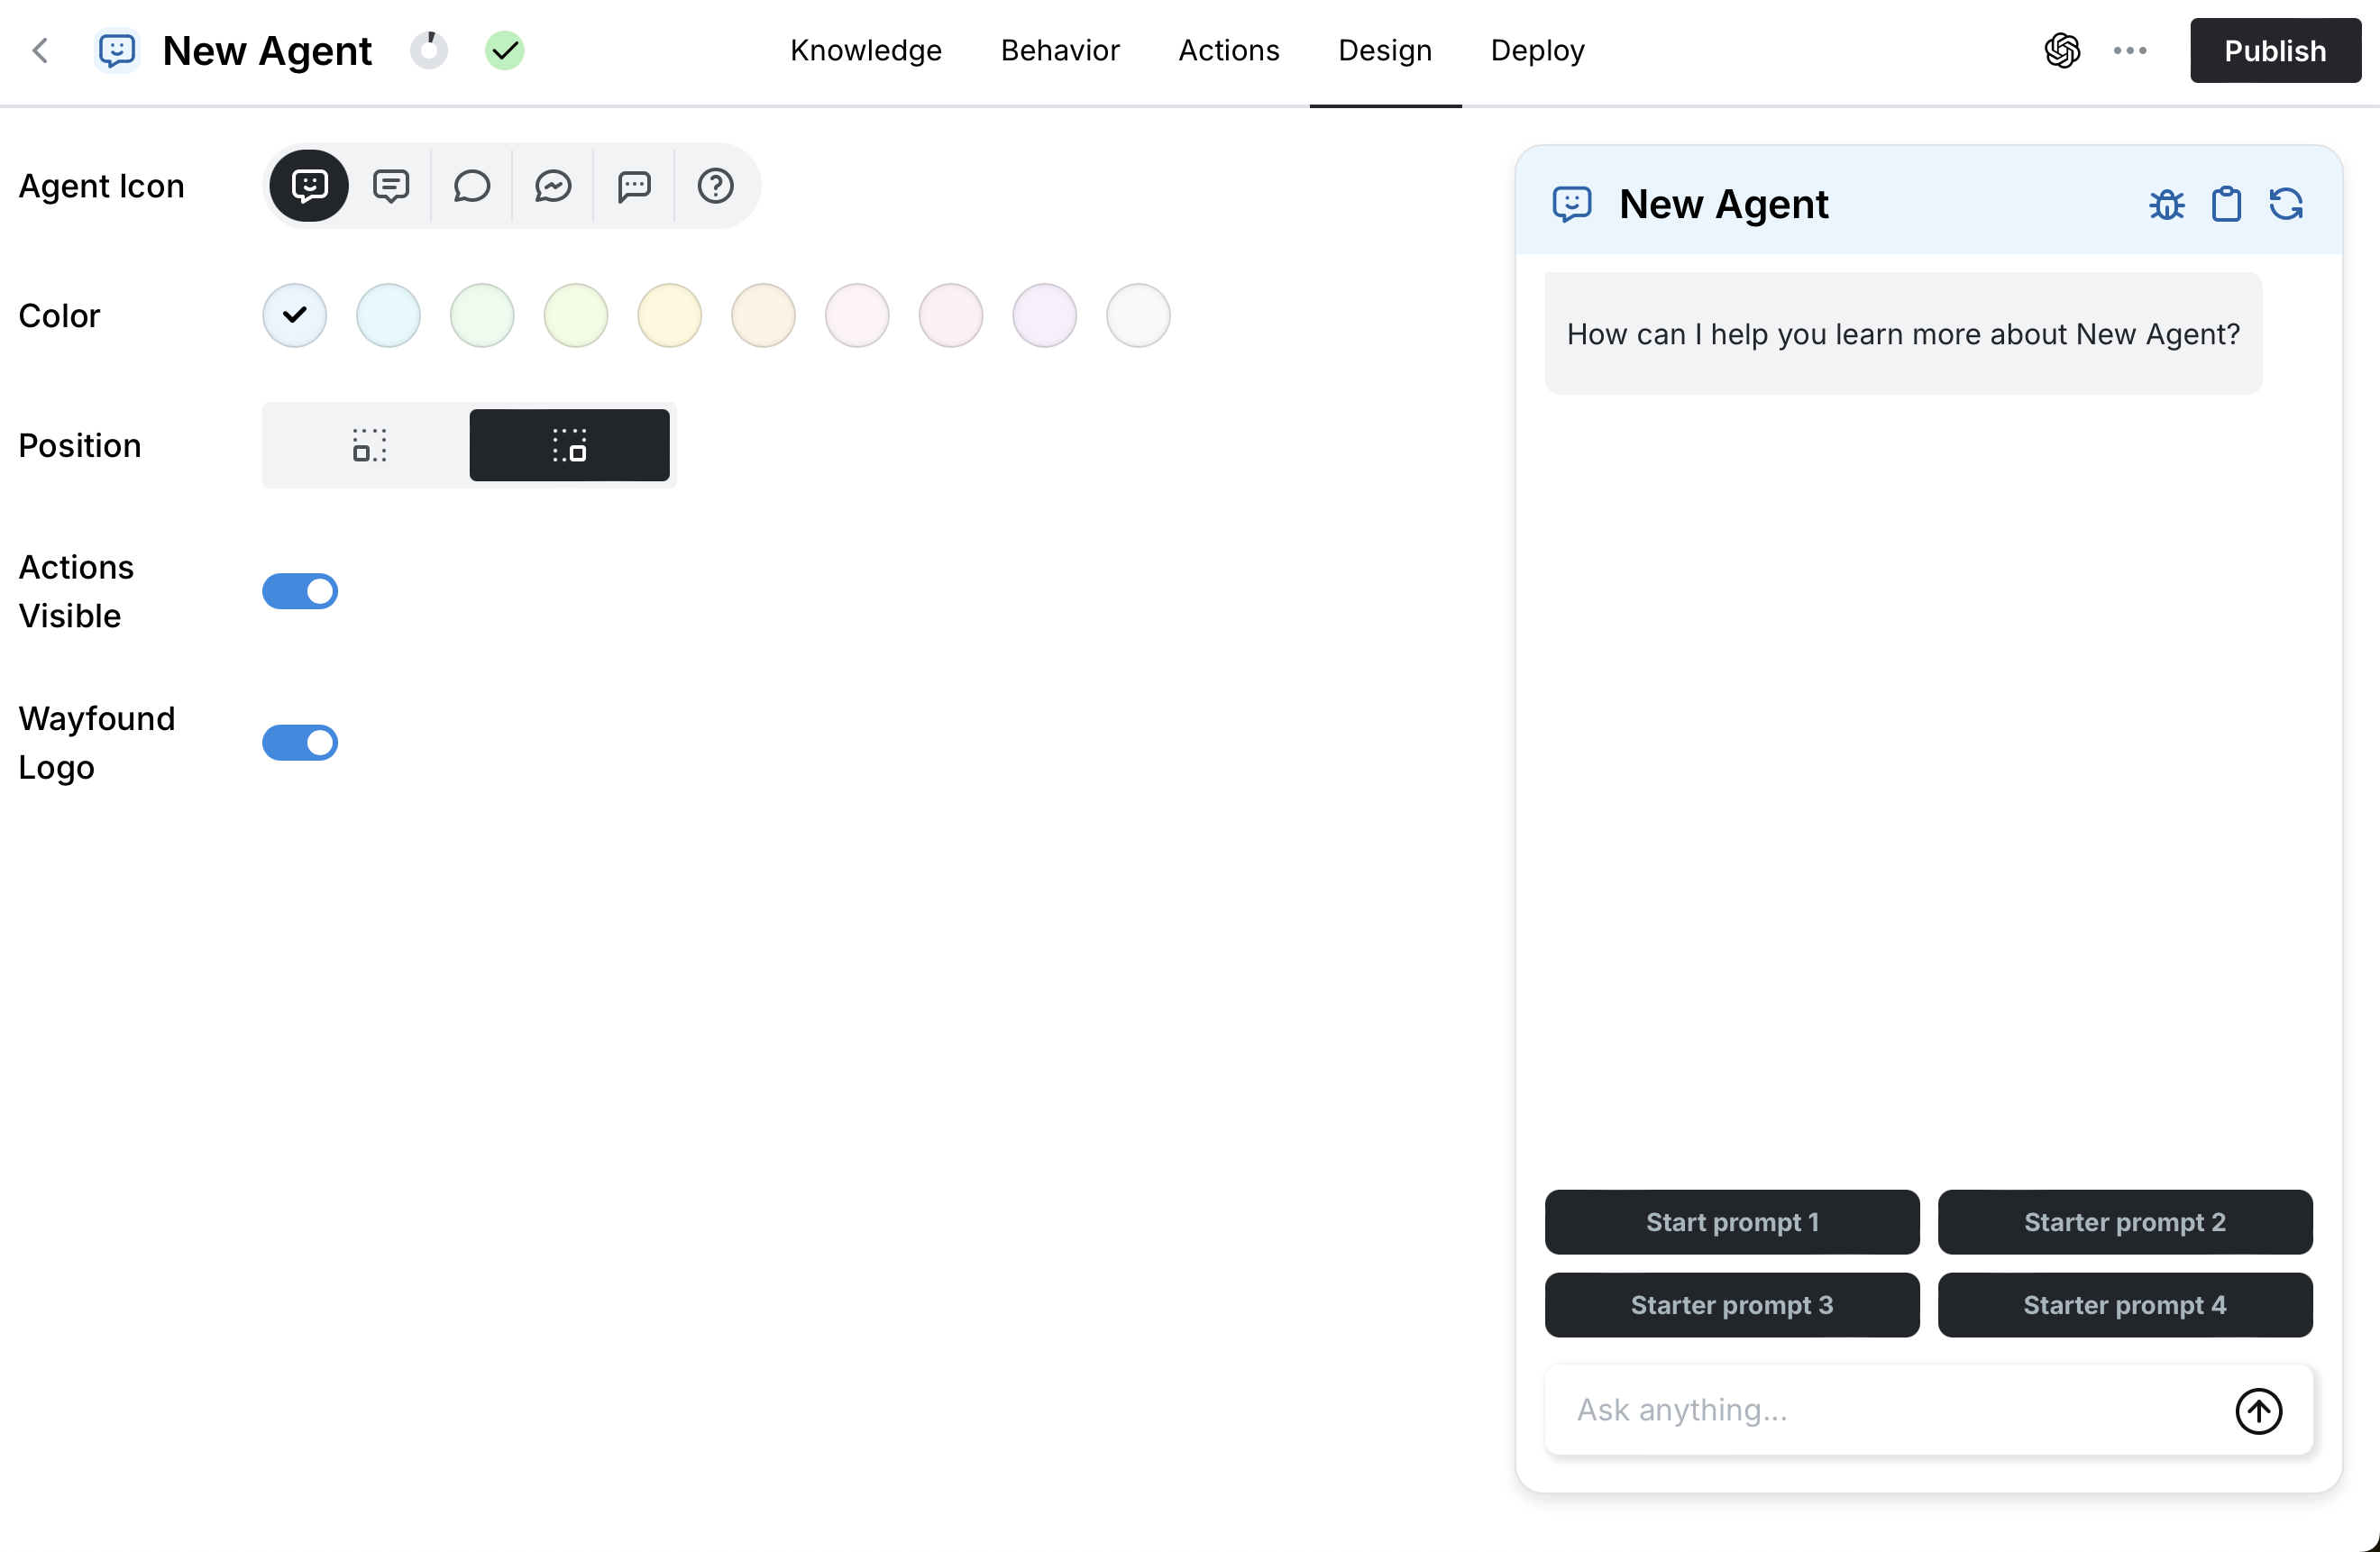 New Agent
Knowledge
Behavior
Actions
Design
Deploy
Publish
Agent Icon
Color
Position
Actions
Visible
Wayfound
Logo
New Agent
How can I help you learn more about New Agent?
Start prompt 1
Starter prompt 2
Starter prompt 3
Starter prompt 4
Ask anything...